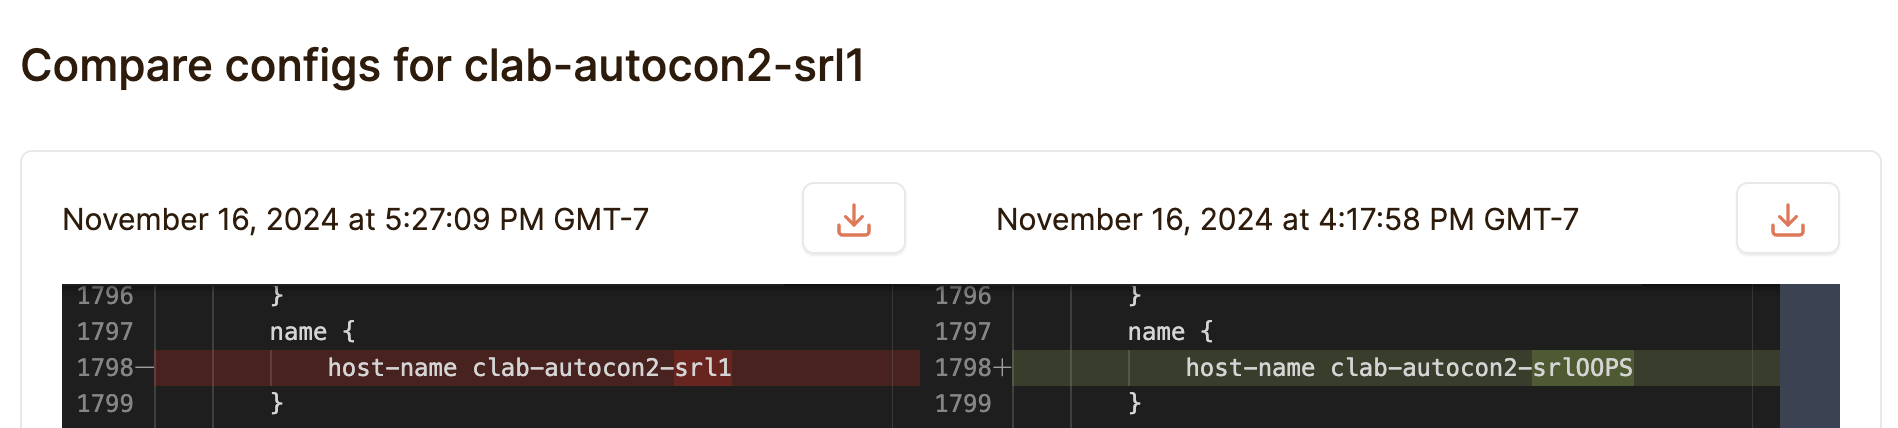 Compare configs for clab-autocon2-srl1
November 16, 2024 at 5:27:09 PM GMT-7
November 16, 2024 at 4:17:58 PM GMT-7
1796 }
1797 name {
1798— host-name clab-autocon2-srl1
1799 }
1796 }
1797 name {
1798+ host-name clab-autocon2-srlOOPS
1799 }